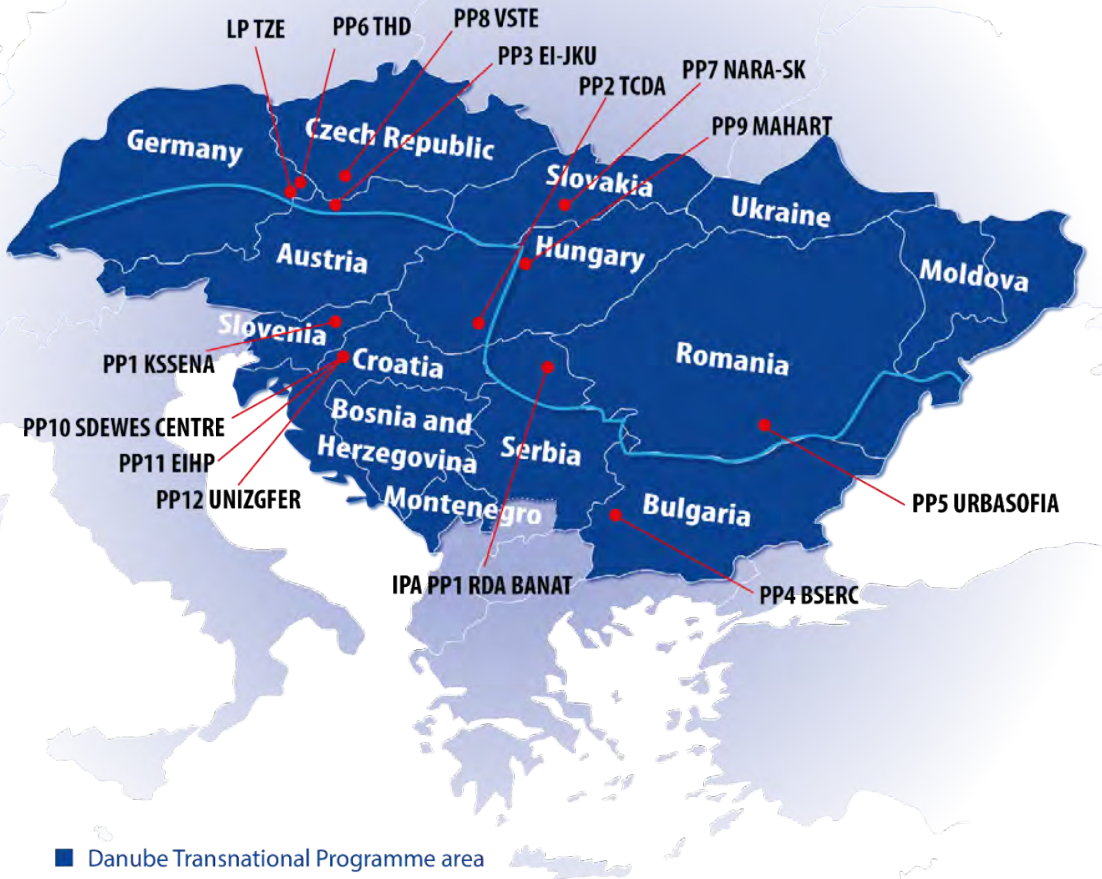 PP8 VSTE
LP TZE
PP6 THD
PP3 EI-JKU
PP2 TCDA
PP7 NARA-SK
PP9 MAHART
Germany
Czech Republic
Slovakia
Ukraine
Austria
Hungary
Moldova
Slovenia
PP1 KSSENA
Croatia
Romania
PP10 SDEWES CENTRE
PP11 EIHP
PP12 UNIZGFER
Bosnia and
Herzegovina
Serbia
Montenegro
Bulgaria
PP5 URBASOFIA
IPA PP1 RDA BANAT
PP4 BSERC
Danube Transnational Programme area